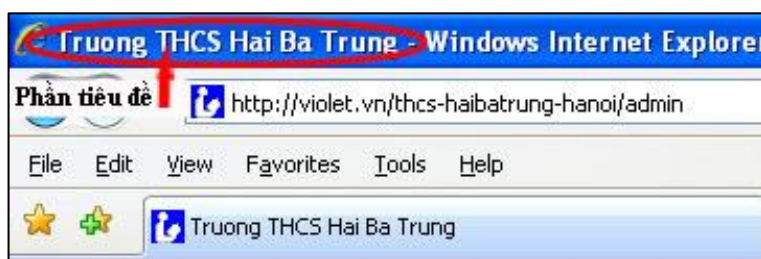 Truong THCS Hai Ba Trung - Windows Internet Explore
Phần tiêu đề
http://violet.vn/thcs-haibatrung-hanoi/admin
File Edit View Favorites Tools Help
Truong THCS Hai Ba Trung